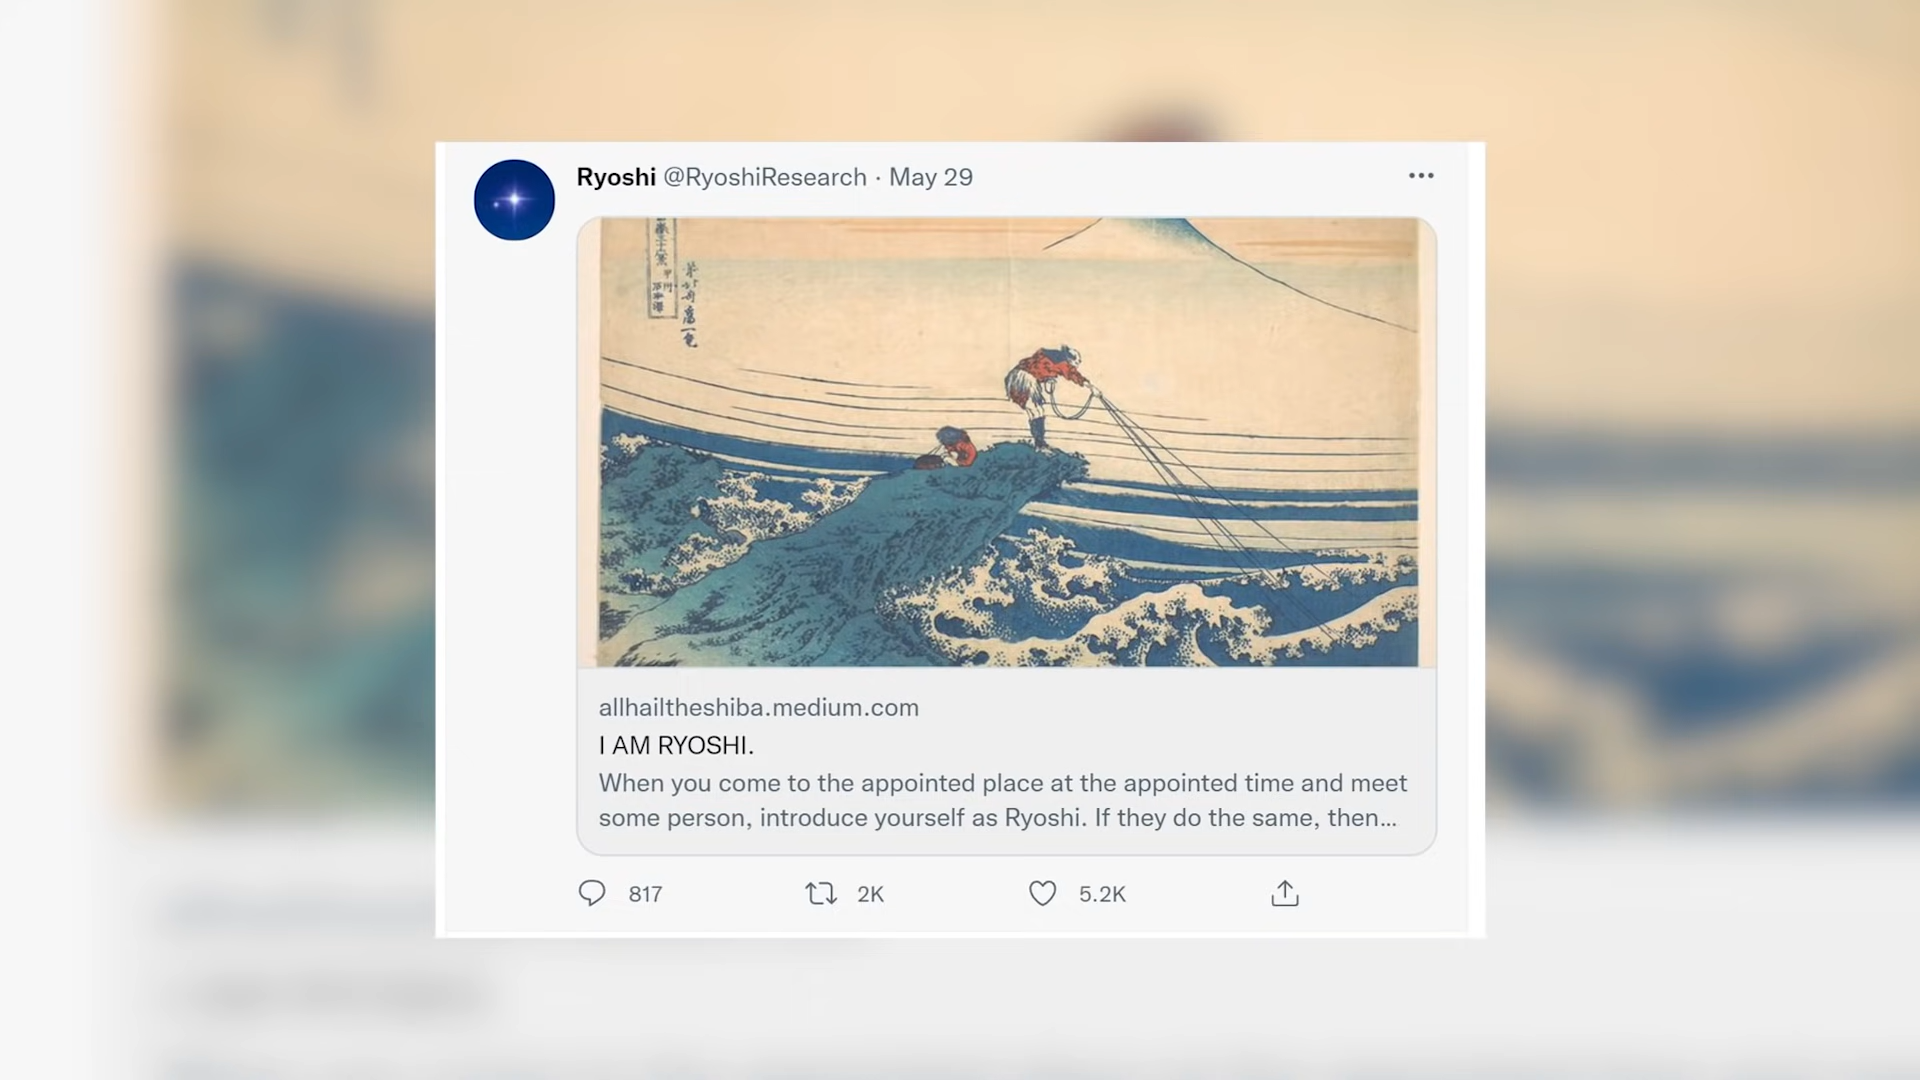 Ryoshi @RyoshiResearch · May 29
allhailtheshiba.medium.com
I AM RYOSHI.
When you come to the appointed place at the appointed time and meet
some person, introduce yourself as Ryoshi. If they do the same, then...
817 2K 5.2K